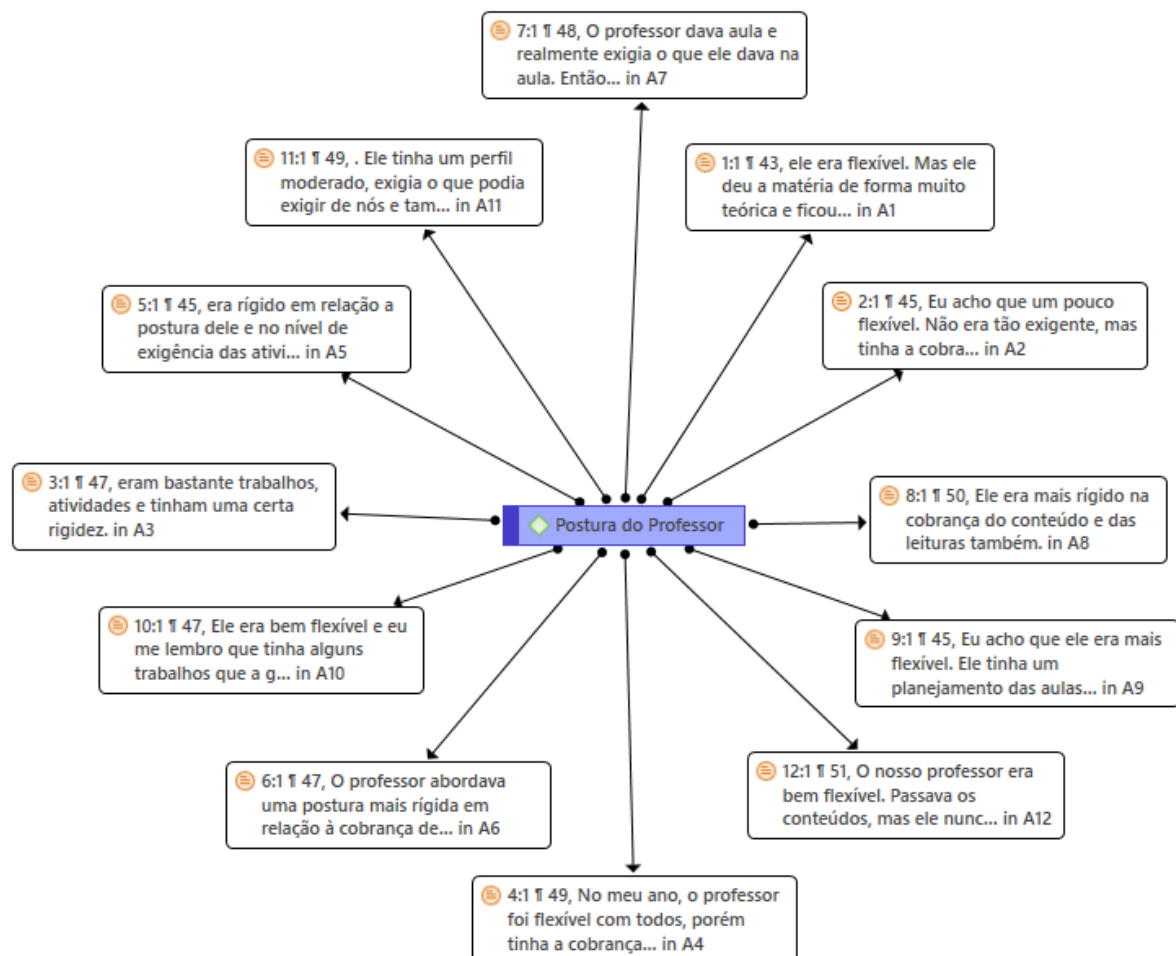 7:1 ¶ 48, O professor dava aula e
realmente exigia o que ele dava na
aula. Então... in A7
11:1 ¶ 49, . Ele tinha um perfil
moderado, exigia o que podia
exigir de nós e tam... in A11
1:1 ¶ 43, ele era flexível. Mas ele
deu a matéria de forma muito
teórica e ficou... in A1
5:1 ¶ 45, era rígido em relação a
postura dele e no nível de
exigência das ativi... in A5
2:1 ¶ 45, Eu acho que um pouco
flexível. Não era tão exigente, mas
tinha a cobra... in A2
3:1 ¶ 47, eram bastante trabalhos,
atividades e tinham uma certa
rigidez. in A3
Postura do Professor
8:1 ¶ 50, Ele era mais rígido na
cobrança do conteúdo e das
leituras também. in A8
10:1 ¶ 47, Ele era bem flexível e eu
me lembro que tinha alguns
trabalhos que a g... in A10
9:1 ¶ 45, Eu acho que ele era mais
flexível. Ele tinha um
planejamento das aulas... in A9
6:1 ¶ 47, O professor abordava
uma postura mais rígida em
relação à cobrança de... in A6
12:1 ¶ 51, O nosso professor era
bem flexível. Passava os
conteúdos, mas ele nunc... in A12
4:1 ¶ 49, No meu ano, o professor
foi flexível com todos, porém
tinha a cobrança... in A4